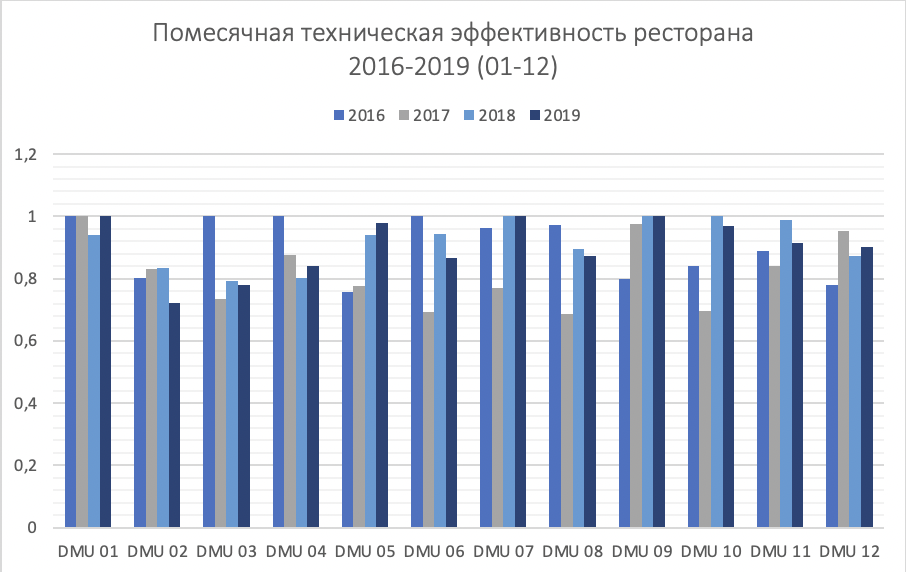 Помесячная техническая эффективность ресторана
2016-2019 (01-12)
2016 2017 2018 2019
1,2
1
0,8
0,6
0,4
0,2
0
DMU 01 DMU 02 DMU 03 DMU 04 DMU 05 DMU 06 DMU 07 DMU 08 DMU 09 DMU 10 DMU 11 DMU 12